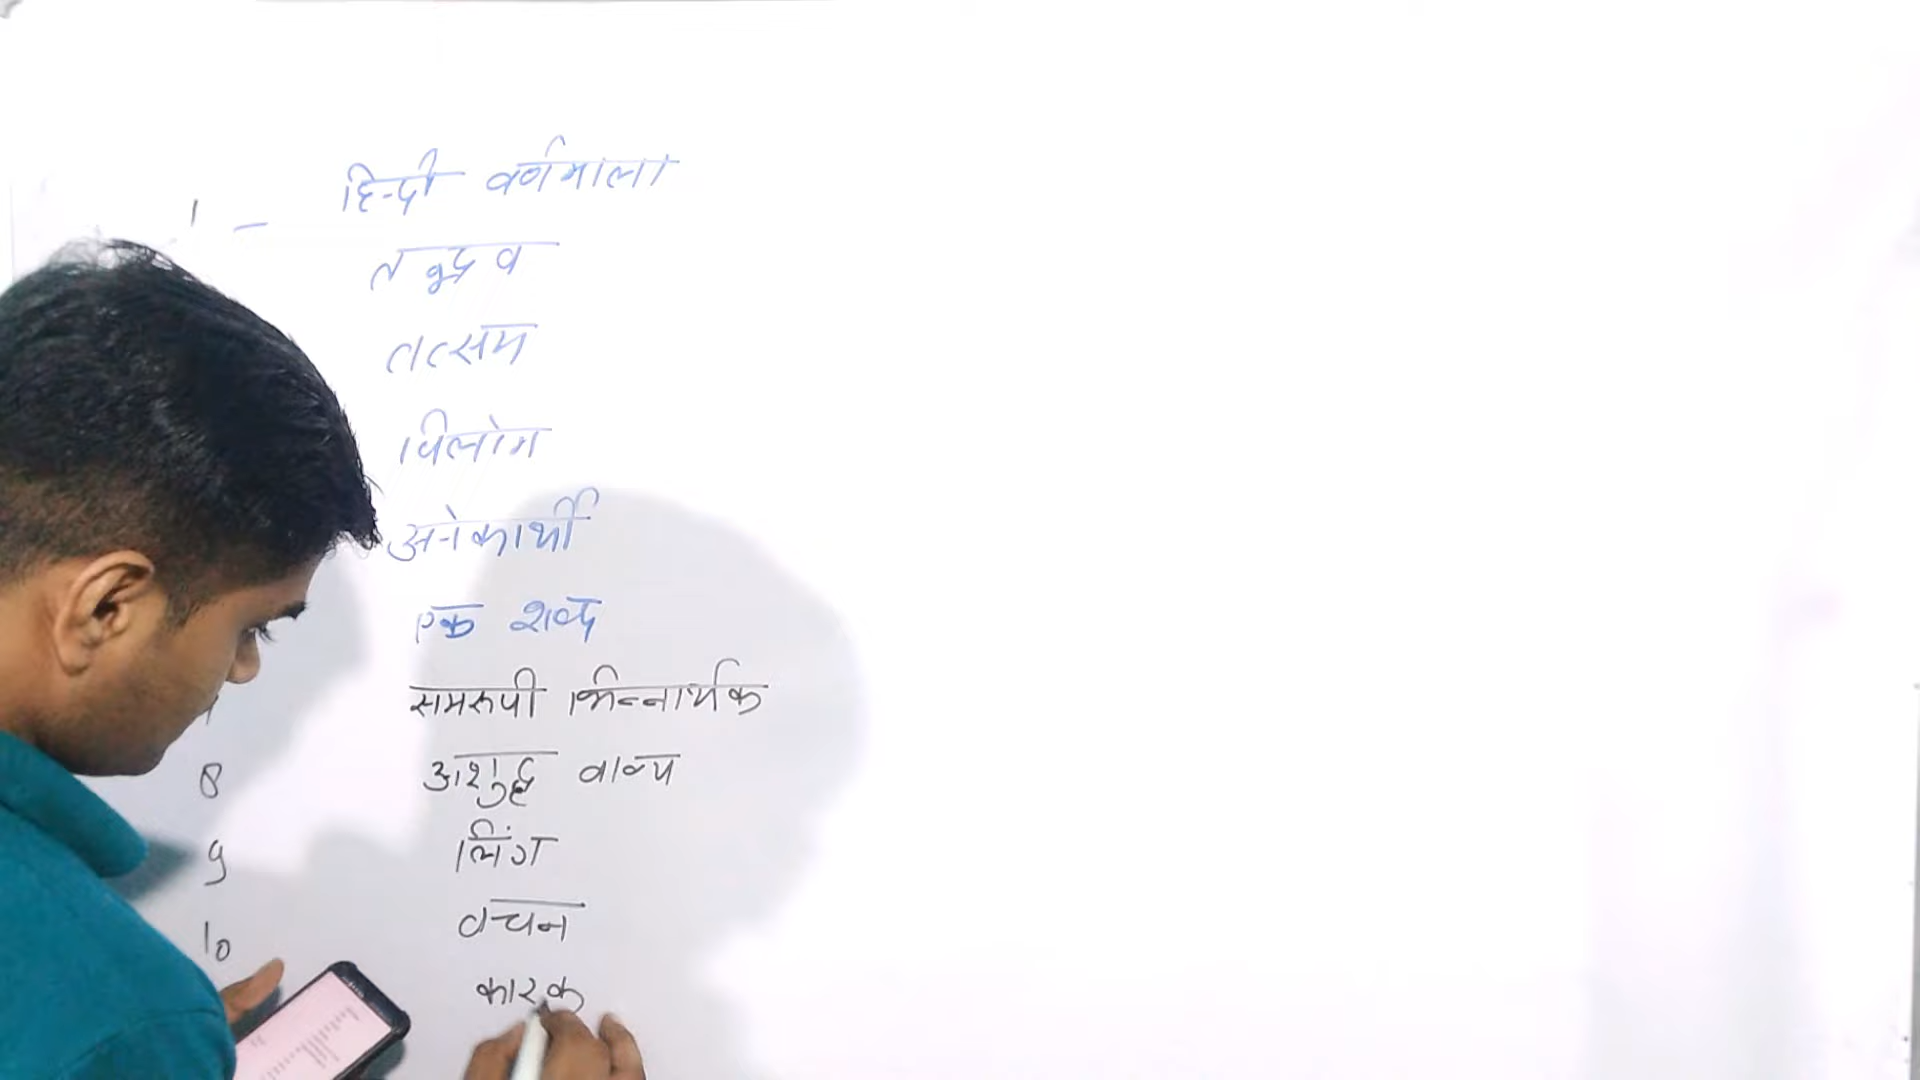 1 - हिन्दी वर्णमाला
तद्भव
तत्सम
विलोम
अनेकार्थी
एक शब्द
समरूपी भिन्नार्थक
8 अशुद्ध वाक्य
9 लिंग
10 वचन
कारक